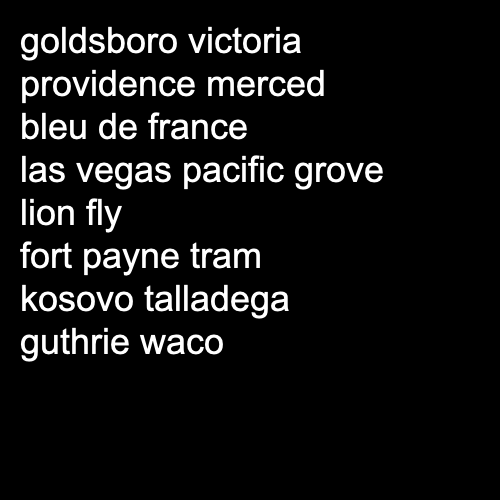 goldsboro victoria
providence merced
bleu de france
las vegas pacific grove
lion fly
fort payne tram
kosovo talladega
guthrie waco